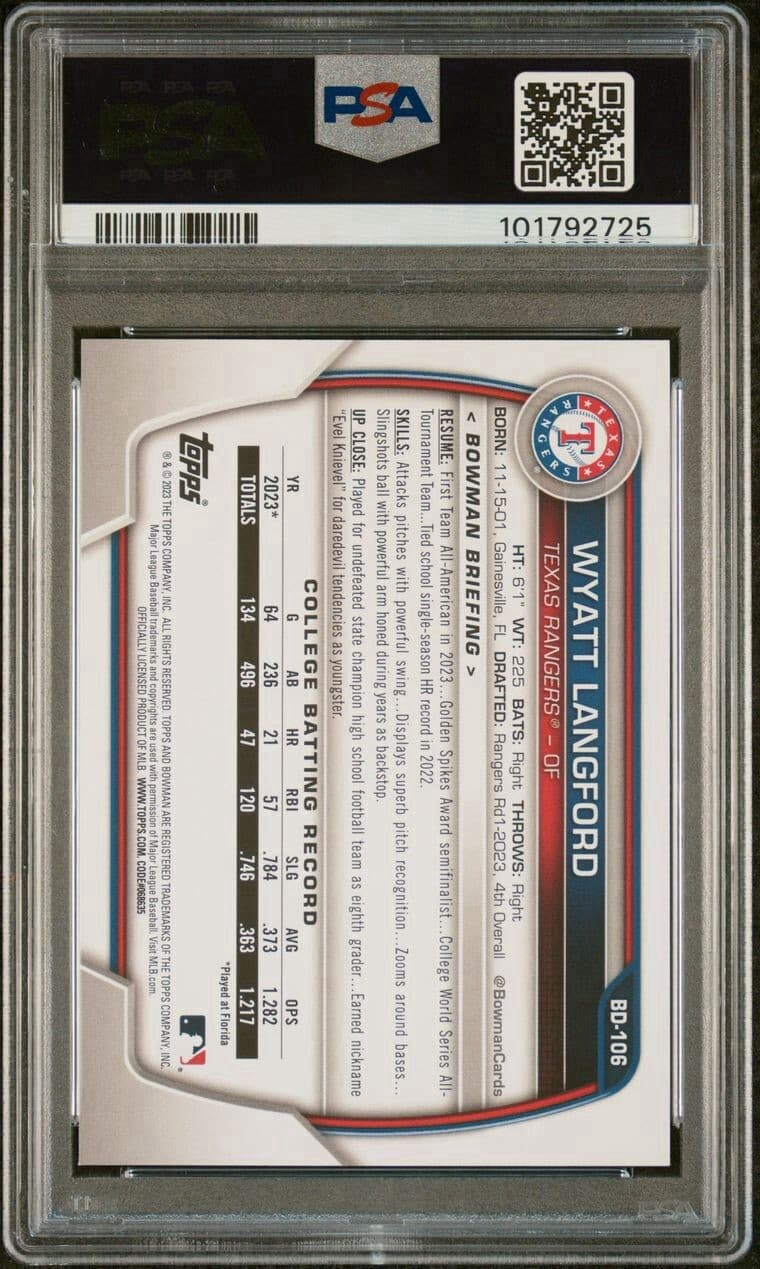 PSA
101792725
TEXAS
T
RANGERS
BD-106
WYATT LANGFORD
TEXAS RANGERS® – OF
HT: 6'1" WT: 225 BATS: Right THROWS: Right
BORN: 11-15-01, Gainesville, FL DRAFTED: Rangers Rd1-2023, 4th Overall @BowmanCards
< BOWMAN BRIEFING >
RESUME: First Team All-American in 2023...Golden Spikes Award semifinalist...College World Series All-
Tournament Team...Tied school single-season HR record in 2022.
SKILLS: Attacks pitches with powerful swing...Displays superb pitch recognition...Zooms around bases...
Slingshots ball with powerful arm honed during years as backstop.
UP CLOSE: Played for undefeated state champion high school football team as eighth grader...Earned nickname
"Evel Knievel" for daredevil tendencies as youngster.
COLLEGE BATTING RECORD
YR G AB HR RBI SLG AVG OPS
2023* 64 236 21 57 .784 .373 1.282
TOTALS 134 496 47 120 .746 .363 1.217
*Played at Florida
topps®
® & © 2023 THE TOPPS COMPANY, INC. ALL RIGHTS RESERVED. TOPPS AND BOWMAN ARE REGISTERED TRADEMARKS OF THE TOPPS COMPANY, INC.
Major League Baseball trademarks and copyrights are used with permission of Major League Baseball. Visit MLB.com.
OFFICIALLY LICENSED PRODUCT OF MLB WWW.TOPPS.COM. CODE#068635
PSA